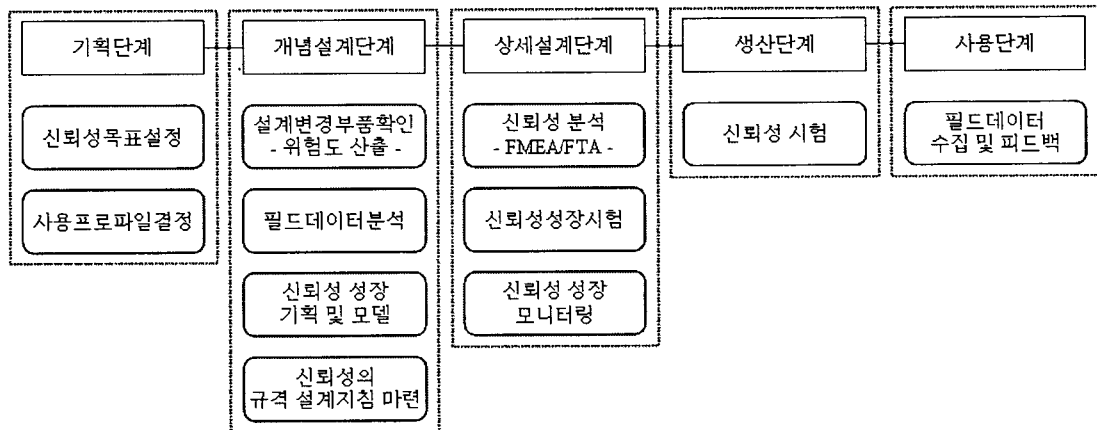 기획단계
신뢰성목표설정
사용프로파일결정
개념설계단계
설계변경부품확인
- 위험도 산출 -
필드데이터분석
신뢰성 성장
기획 및 모델
신뢰성의
규격 설계지침 마련
상세설계단계
신뢰성 분석
- FMEA/FTA -
신뢰성성장시험
신뢰성 성장
모니터링
생산단계
신뢰성 시험
사용단계
필드데이터
수집 및 피드백